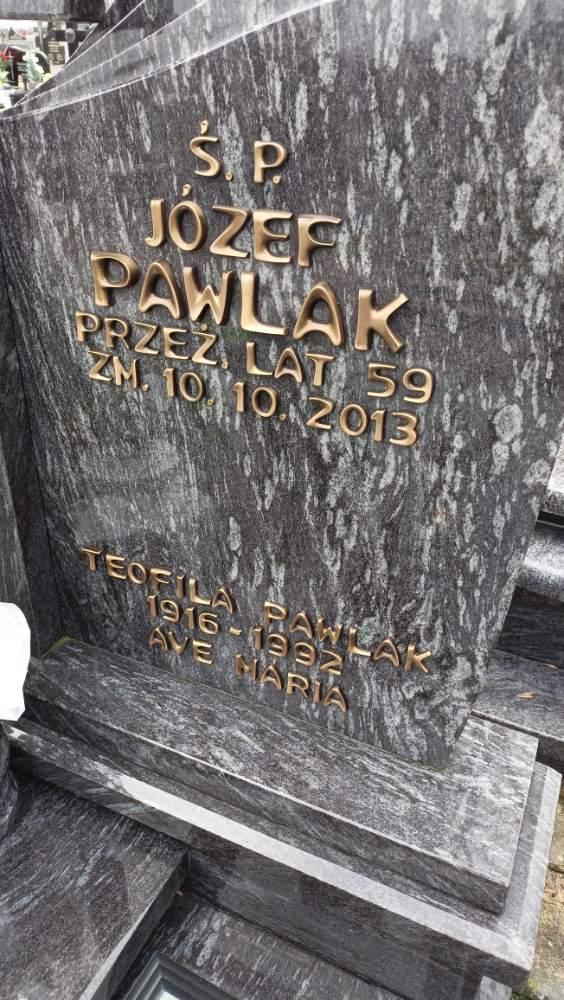 Ś. P.
JÓZEF
PAWLAK
PRZEŻ. LAT 59
ZM. 10. 10. 2013
TEOFILA PAWLAK
1916-1992
AVE MARIA